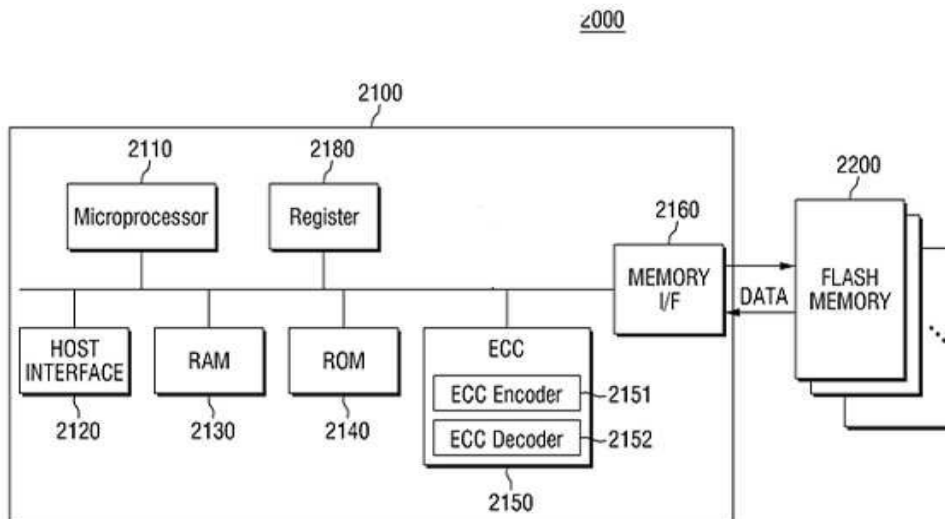 2000
2100
2110
2180
2200
Microprocessor
Register
2160
MEMORY
I/F
DATA
FLASH
MEMORY
HOST
INTERFACE
RAM
ROM
ECC
ECC Encoder
2151
ECC Decoder
2152
2120
2130
2140
2150